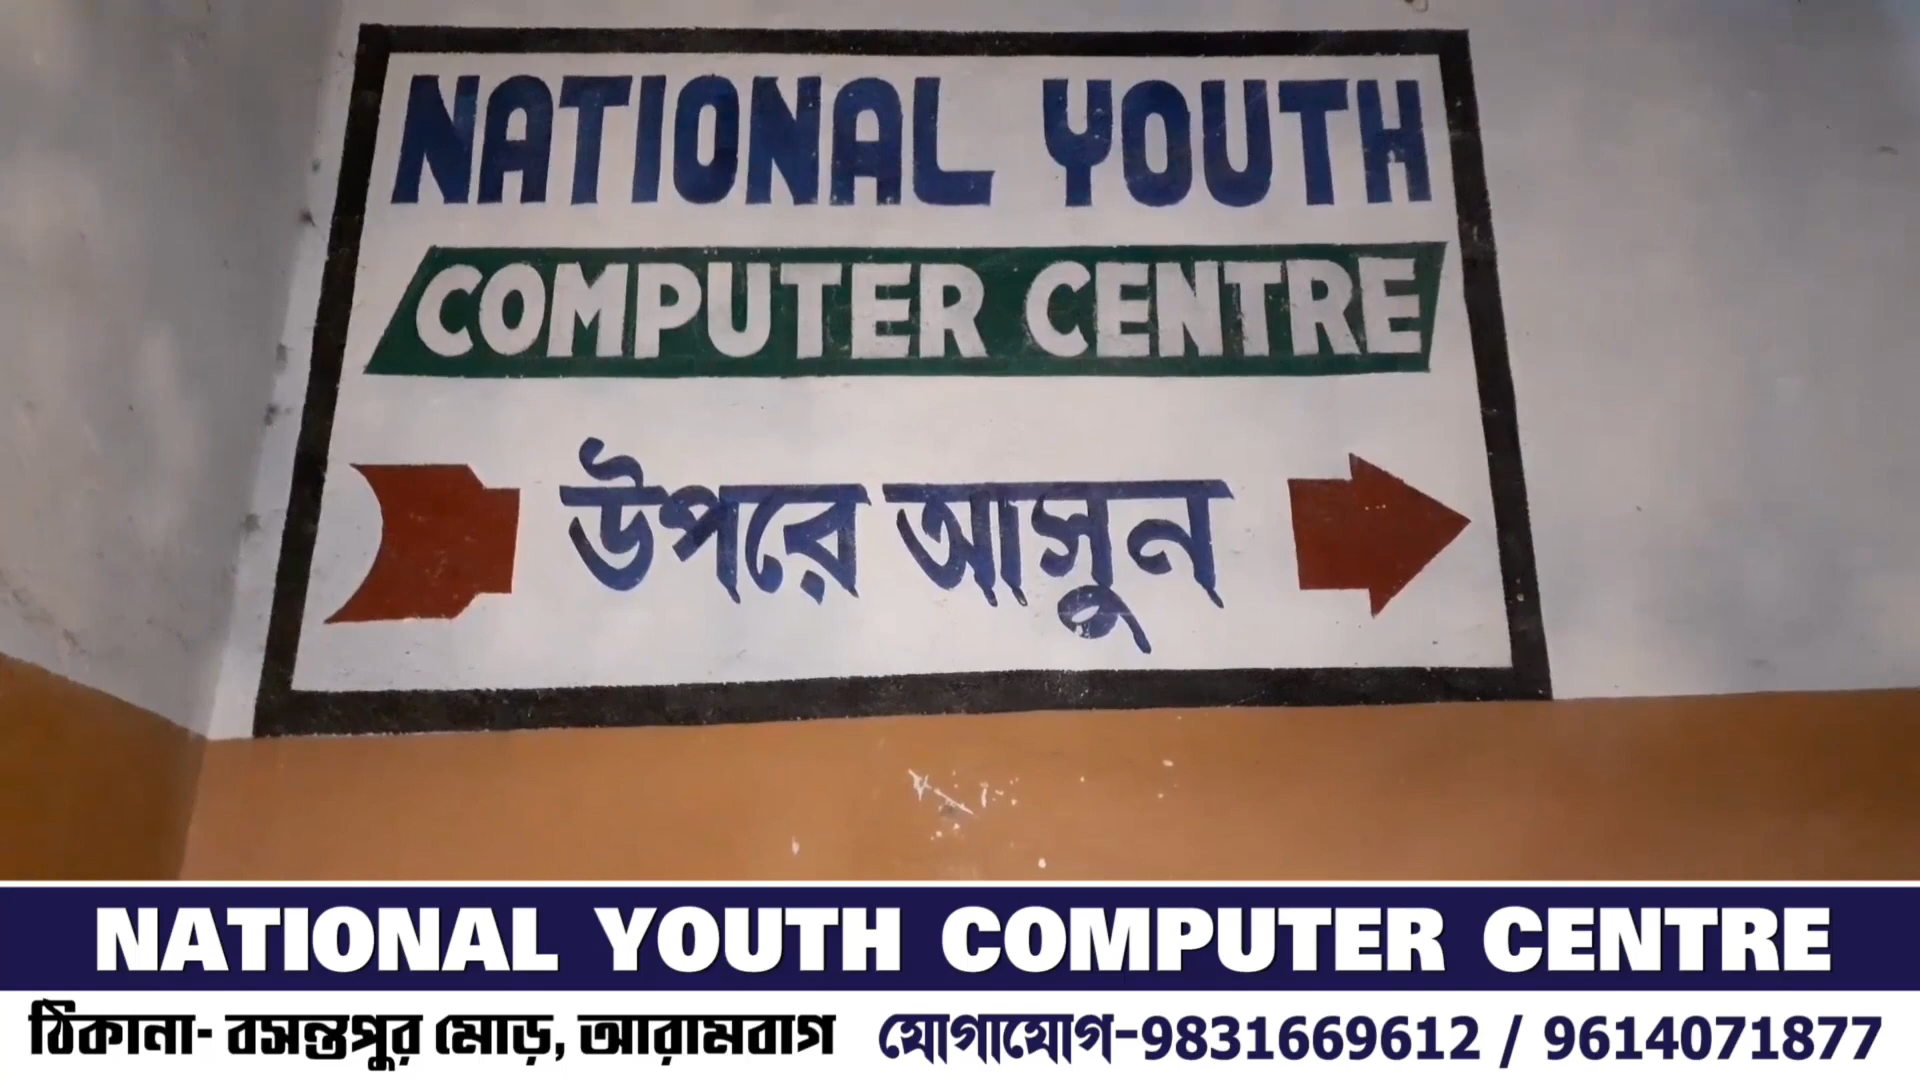 NATIONAL YOUTH
COMPUTER CENTRE
উপরে আসুন
NATIONAL YOUTH COMPUTER CENTRE
ঠিকানা- বসন্তপুর মোড়, আরামবাগ যোগাযোগ-9831669612 / 9614071877